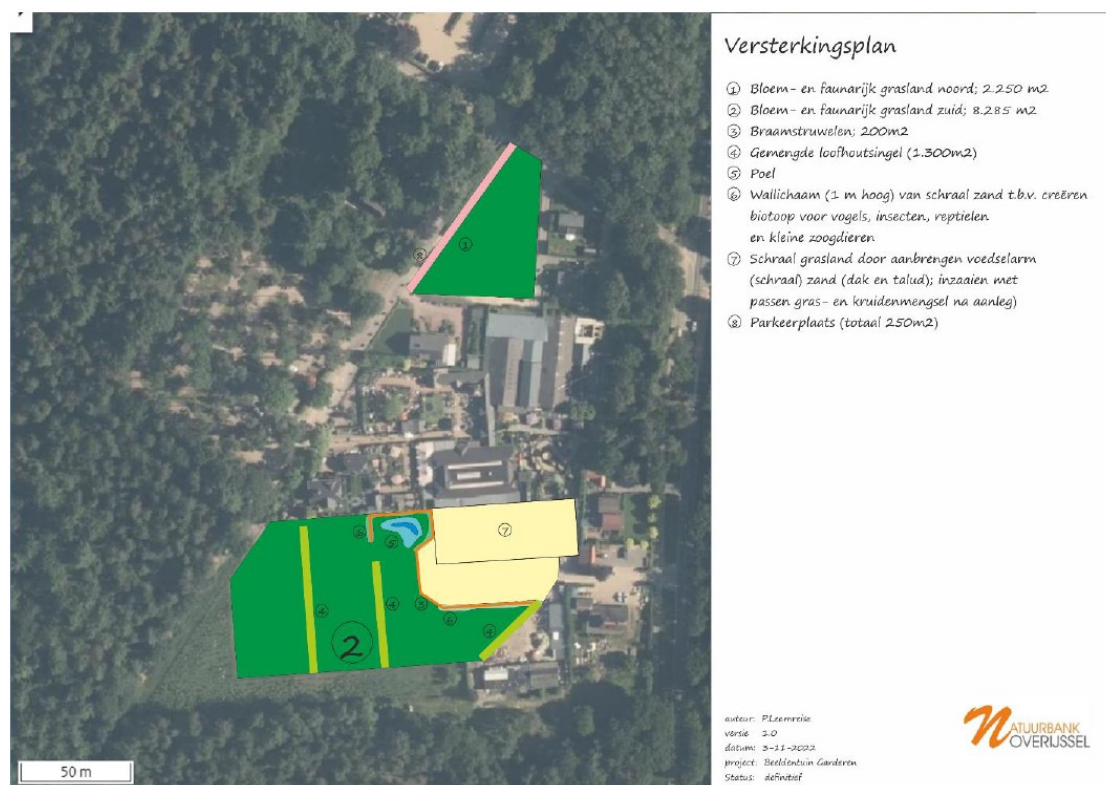 Versterkingsplan
1 Bloem- en faunarijk grasland noord; 2.250 m2
2 Bloem- en faunarijk grasland zuid; 8.285 m2
3 Braamstruwelen; 200m2
4 Gemengde loofhoutsingel (1.300m2)
5 Poel
6 Wallichaam (1 m hoog) van schraal zand t.b.v. creëren
biotoop voor vogels, insecten, reptielen
en kleine zoogdieren
7 Schraal grasland door aanbrengen voedselarm
(schraal) zand (dak en talud); inzaaien met
passen gras- en kruidenmengsel na aanleg)
8 Parkeerplaats (totaal 250m2)
8
1
7
6
5
4
4
3
6
4
2
auteur: P.Leemreise
versie 1.0
datum: 3-11-2022
project: Beeldentuin Garderen
Status: definitief
NATUURBANK
OVERIJSSEL
50 m